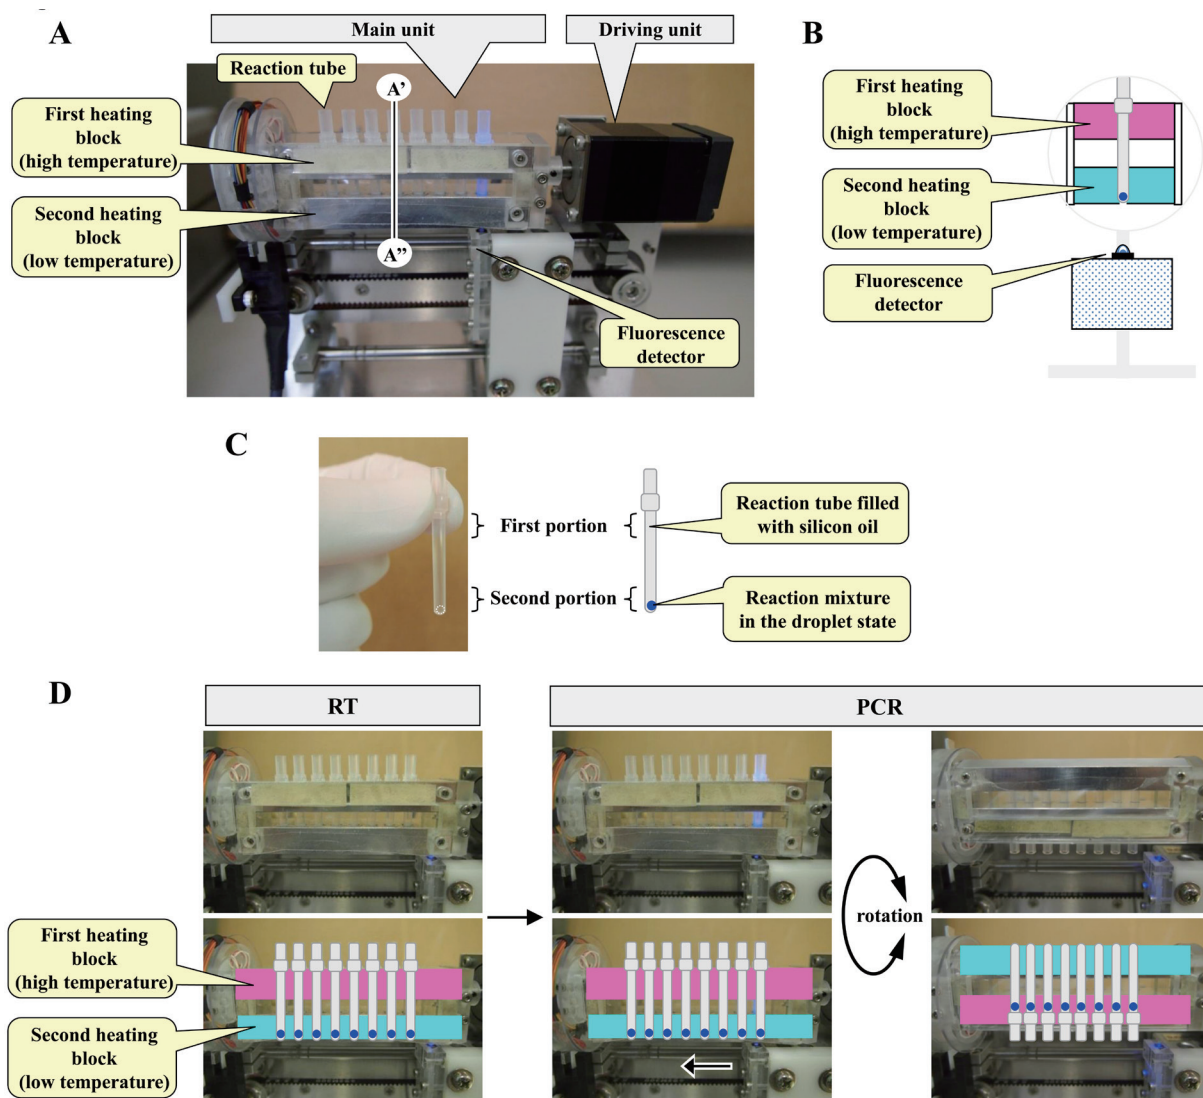 A
Main unit
Driving unit
B
Reaction tube
A'
First heating
block
(high temperature)
First heating
block
(high temperature)
Second heating
block
(low temperature)
Second heating
block
(low temperature)
A''
Fluorescence
detector
Fluorescence
detector
C
First portion
Reaction tube filled
with silicon oil
Second portion
Reaction mixture
in the droplet state
D
RT
PCR
rotation
First heating
block
(high temperature)
Second heating
block
(low temperature)